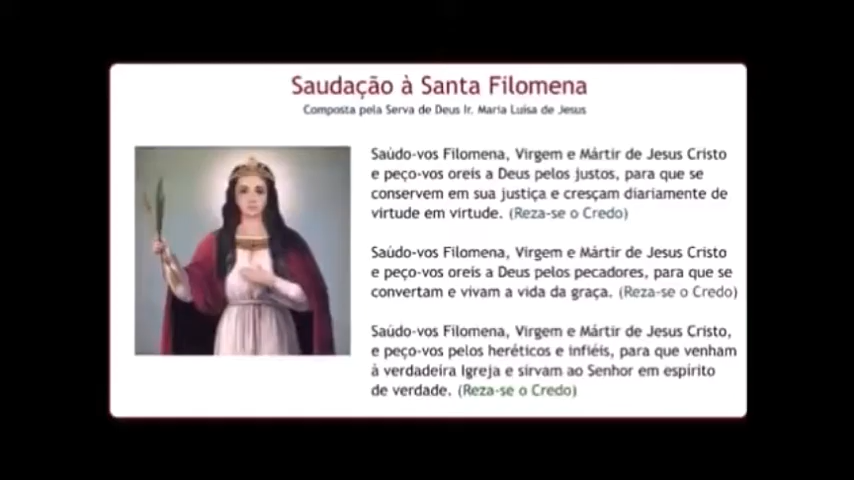 Saudação à Santa Filomena
Composta pela Serva de Deus Ir. Maria Luísa de Jesus
Saúdo-vos Filomena, Virgem e Mártir de Jesus Cristo
e peço-vos oreis a Deus pelos justos, para que se
conservem em sua justiça e cresçam diariamente de
virtude em virtude. (Reza-se o Credo)
Saúdo-vos Filomena, Virgem e Mártir de Jesus Cristo
e peço-vos oreis a Deus pelos pecadores, para que se
convertam e vivam a vida da graça. (Reza-se o Credo)
Saúdo-vos Filomena, Virgem e Mártir de Jesus Cristo,
e peço-vos pelos heréticos e infiéis, para que venham
à verdadeira Igreja e sirvam ao Senhor em espírito
de verdade. (Reza-se o Credo)